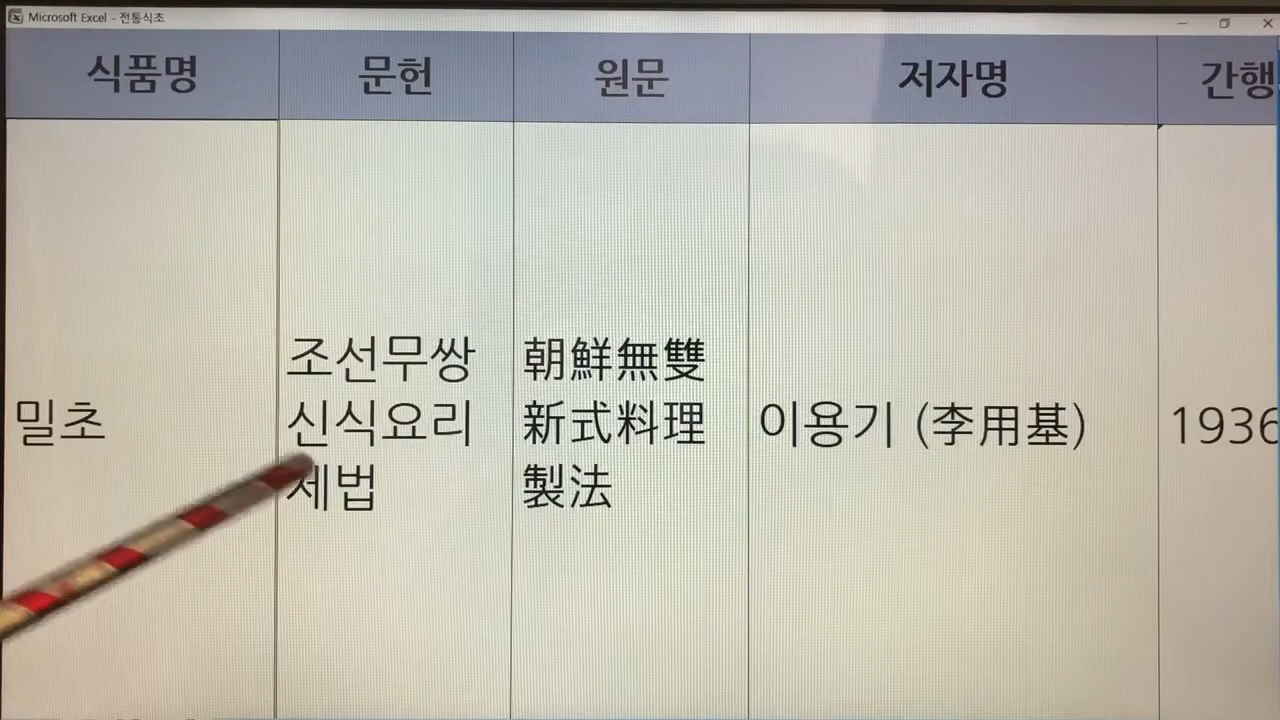 Microsoft Excel - 전통식초
식품명 문헌 원문 저자명 간행
조선무쌍 朝鮮無雙
밀초 신식요리 新式料理 이용기 (李用基) 1936
제법 製法